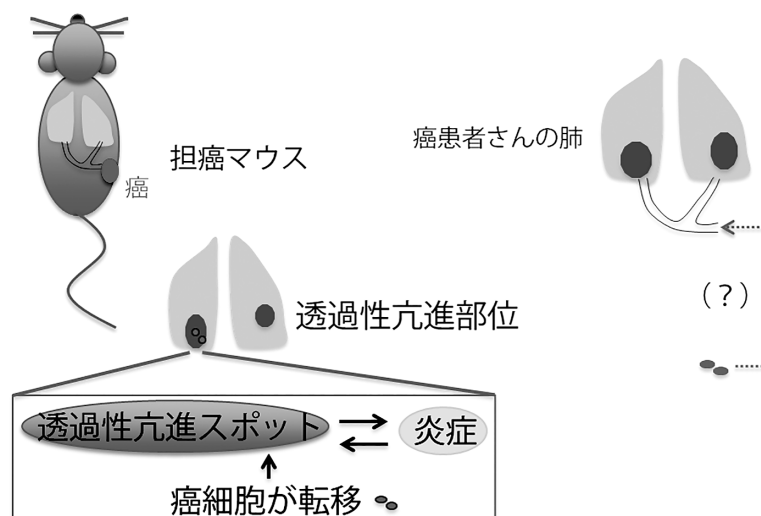 担癌マウス
癌
癌患者さんの肺
(?)
透過性亢進部位
透過性亢進スポット
炎症
癌細胞が転移